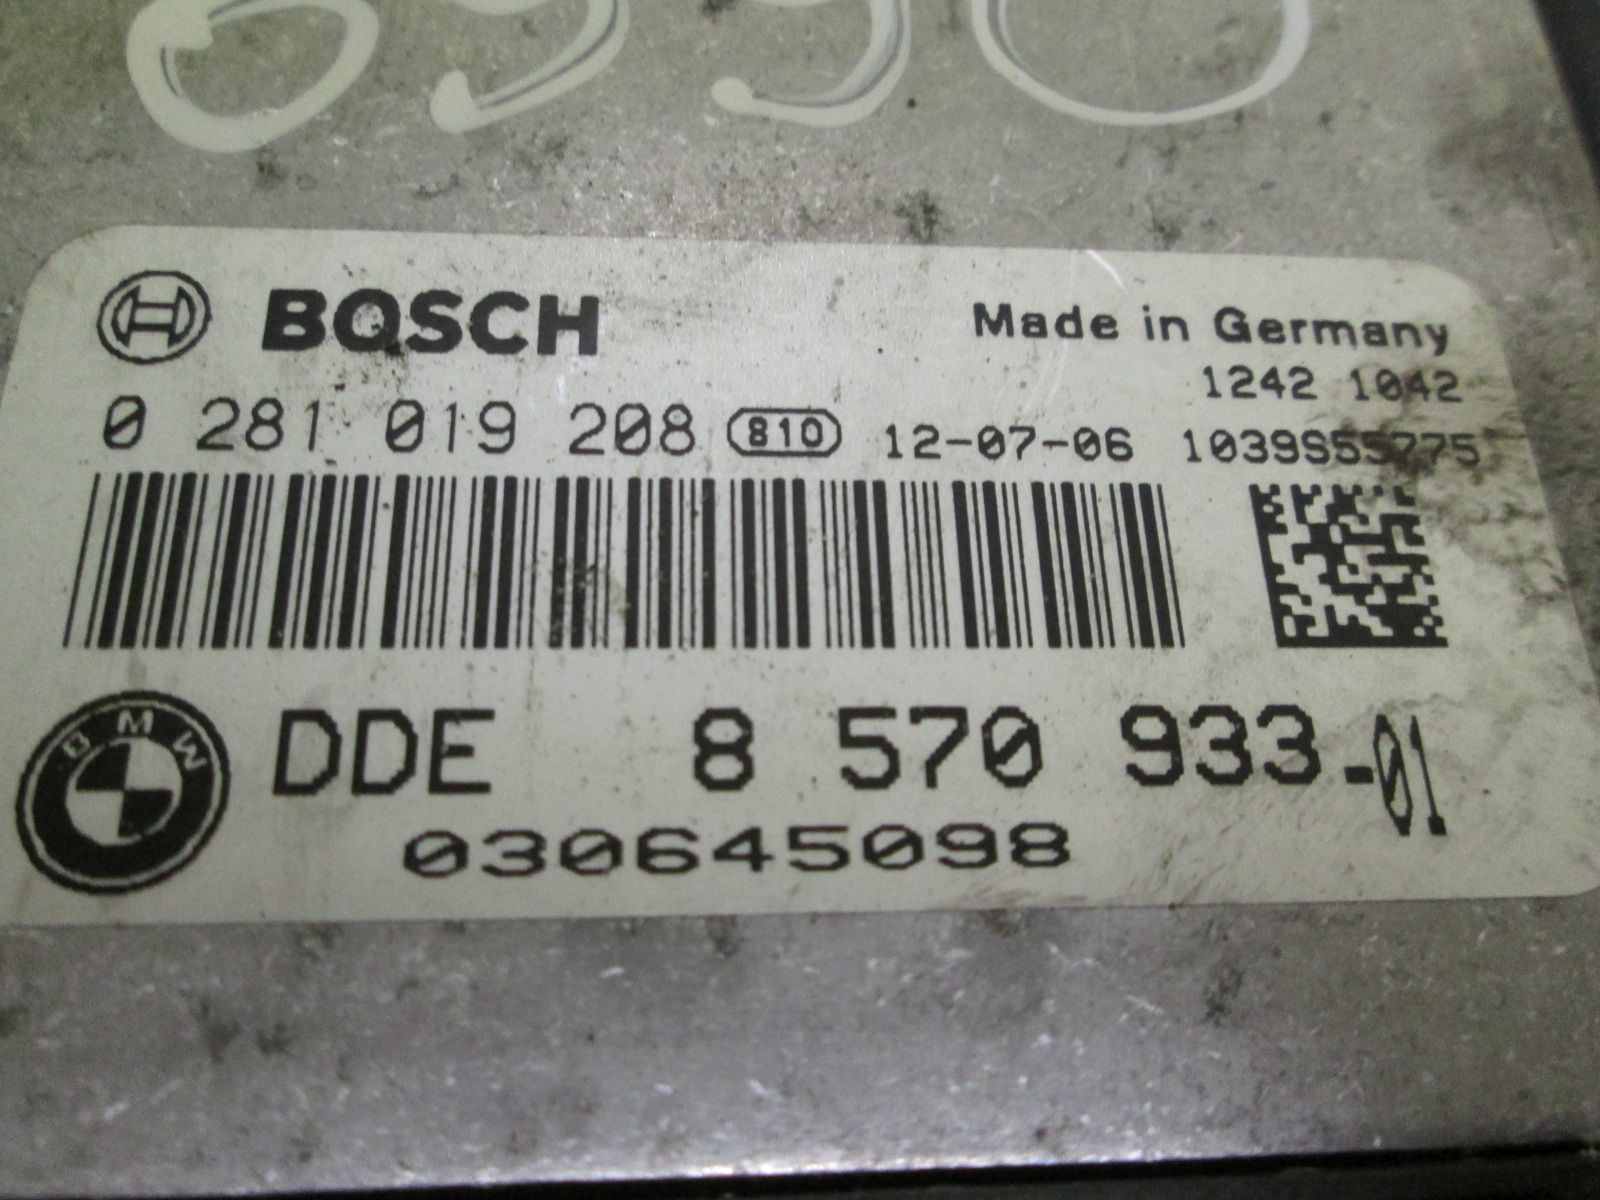 BOSCH
Made in Germany
1242 1042
0 281 019 208 810 12-07-06 1039S55775
BMW
DDE 8 570 933-01
030645098